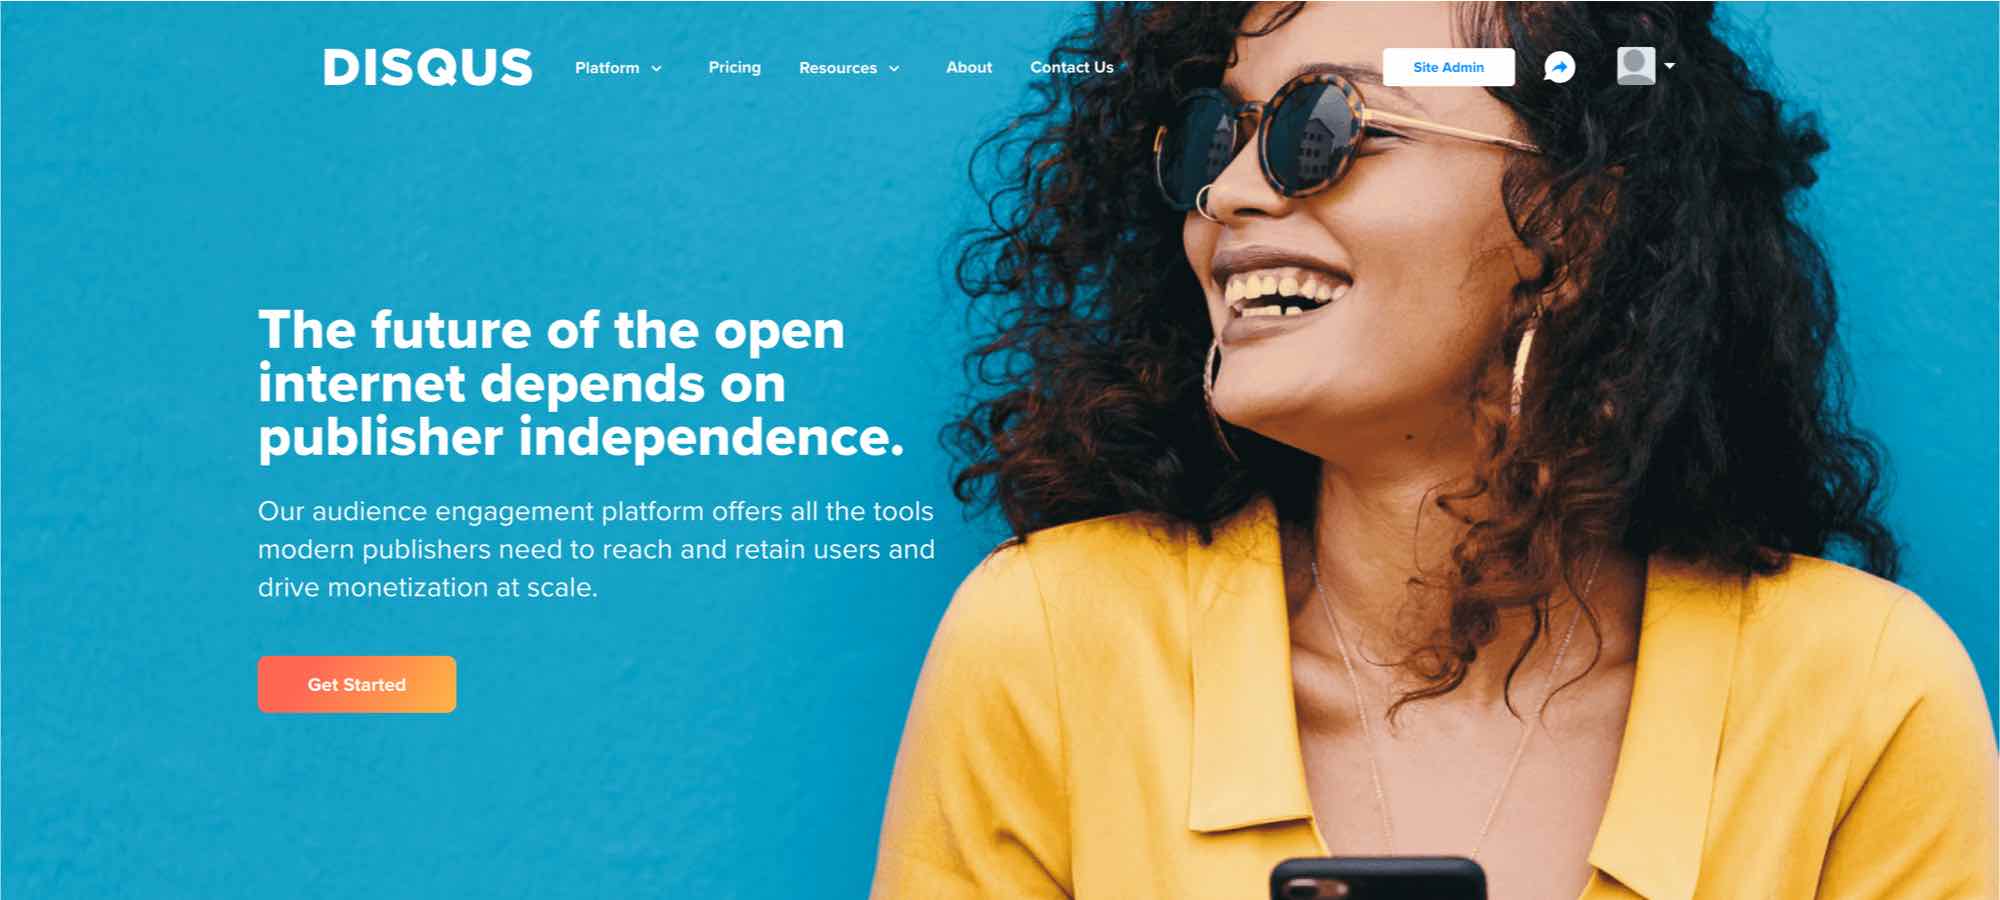 DISQUS
Platform
Pricing
Resources
About
Contact Us
Site Admin
The future of the open
internet depends on
publisher independence.
Our audience engagement platform offers all the tools
modern publishers need to reach and retain users and
drive monetization at scale.
Get Started